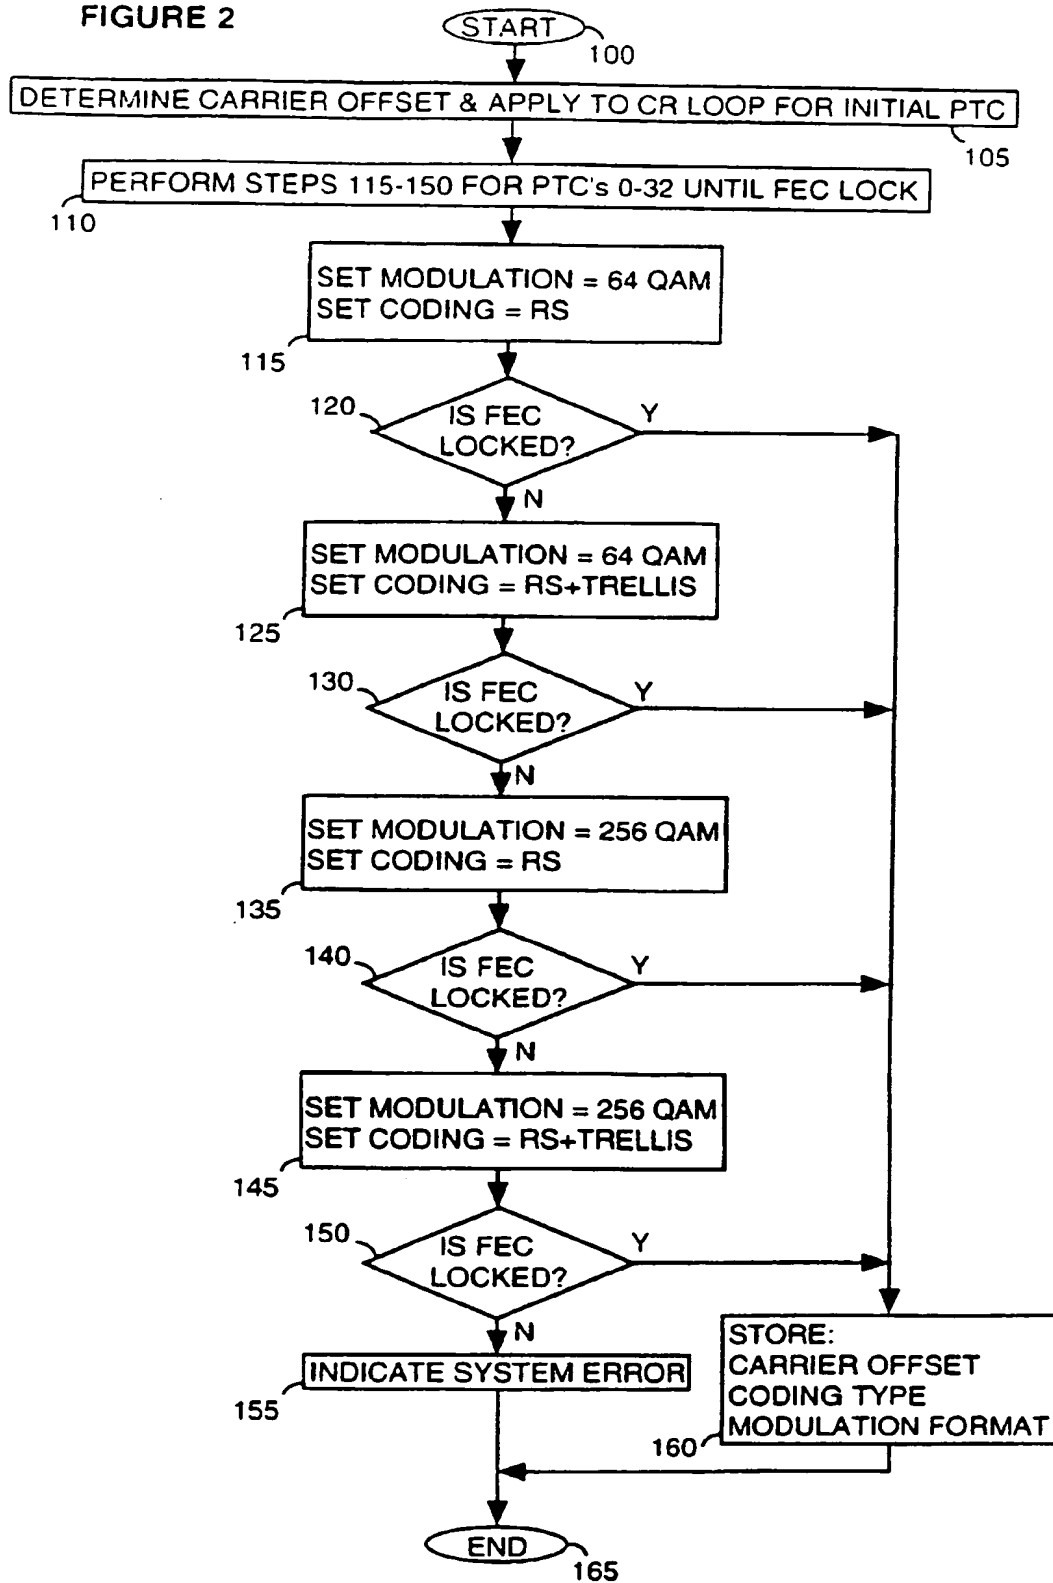 FIGURE 2
START
100
DETERMINE CARRIER OFFSET & APPLY TO CR LOOP FOR INITIAL PTC
105
PERFORM STEPS 115-150 FOR PTC's 0-32 UNTIL FEC LOCK
110
SET MODULATION = 64 QAM
SET CODING = RS
115
120
IS FEC
LOCKED?
Y
N
SET MODULATION = 64 QAM
SET CODING = RS+TRELLIS
125
130
IS FEC
LOCKED?
Y
N
SET MODULATION = 256 QAM
SET CODING = RS
135
140
IS FEC
LOCKED?
Y
N
SET MODULATION = 256 QAM
SET CODING = RS+TRELLIS
145
150
IS FEC
LOCKED?
Y
N
INDICATE SYSTEM ERROR
155
STORE:
CARRIER OFFSET
CODING TYPE
MODULATION FORMAT
160
END
165